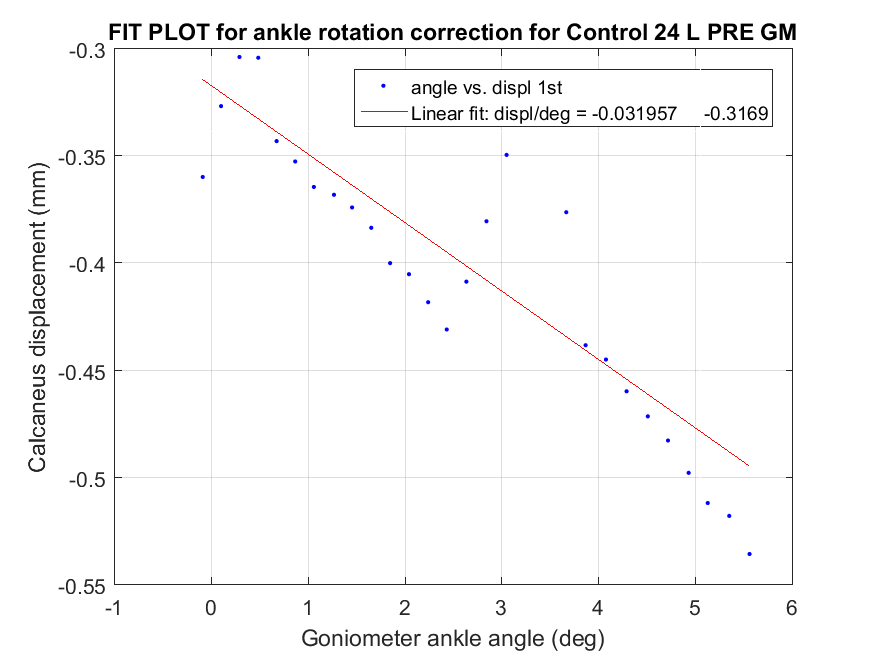 FIT PLOT for ankle rotation correction for Control 24 L PRE GM
-0.3
angle vs. displ 1st
Linear fit: displ/deg = -0.031957 -0.3169
-0.35
-0.4
-0.45
-0.5
-0.55
Calcaneus displacement (mm)
-1 0 1 2 3 4 5 6
Goniometer ankle angle (deg)